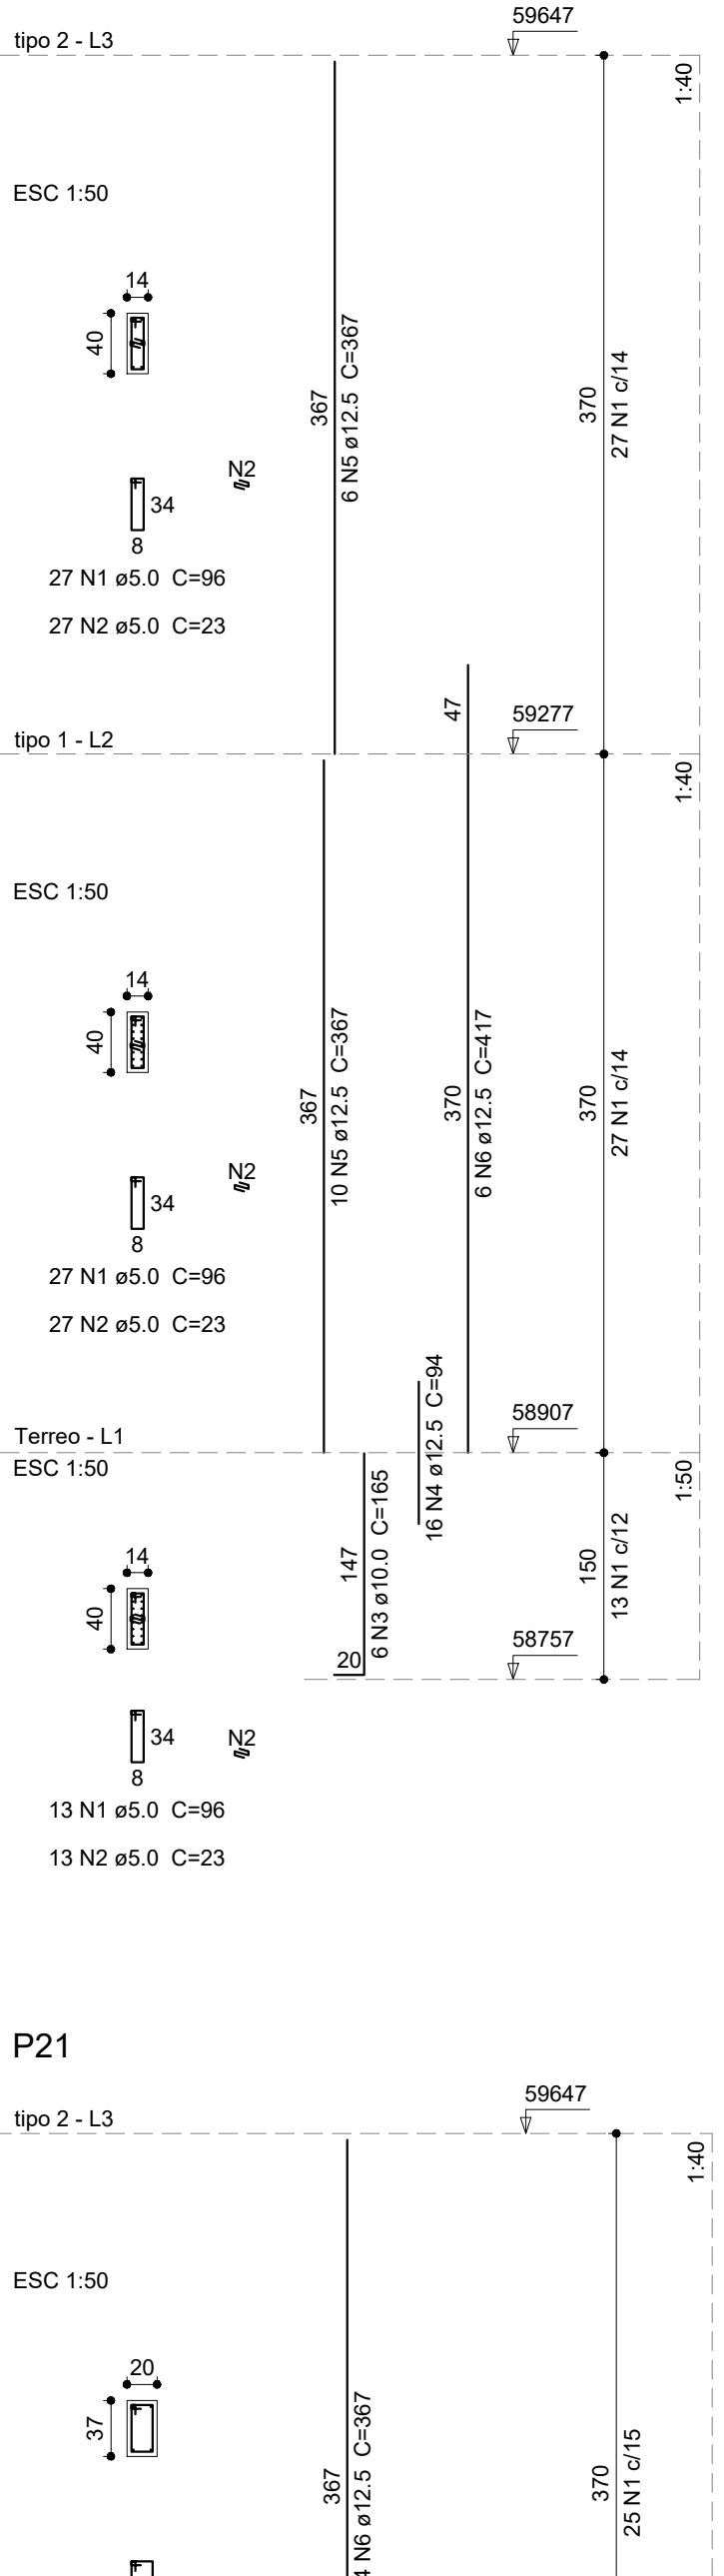 59647
tipo 2 - L3
1:40
ESC 1:50
14
40
367
6 N5 ø12.5 C=367
370
27 N1 c/14
N2
34
8
27 N1 ø5.0 C=96
27 N2 ø5.0 C=23
47
59277
tipo 1 - L2
1:40
ESC 1:50
14
40
367
10 N5 ø12.5 C=367
370
6 N6 ø12.5 C=417
370
27 N1 c/14
N2
34
8
27 N1 ø5.0 C=96
27 N2 ø5.0 C=23
16 N4 ø12.5 C=94
58907
Terreo - L1
ESC 1:50
1:50
14
40
147
6 N3 ø10.0 C=165
20
150
13 N1 c/12
58757
34
N2
8
13 N1 ø5.0 C=96
13 N2 ø5.0 C=23
P21
59647
tipo 2 - L3
1:40
ESC 1:50
20
37
367
4 N6 ø12.5 C=367
370
25 N1 c/15